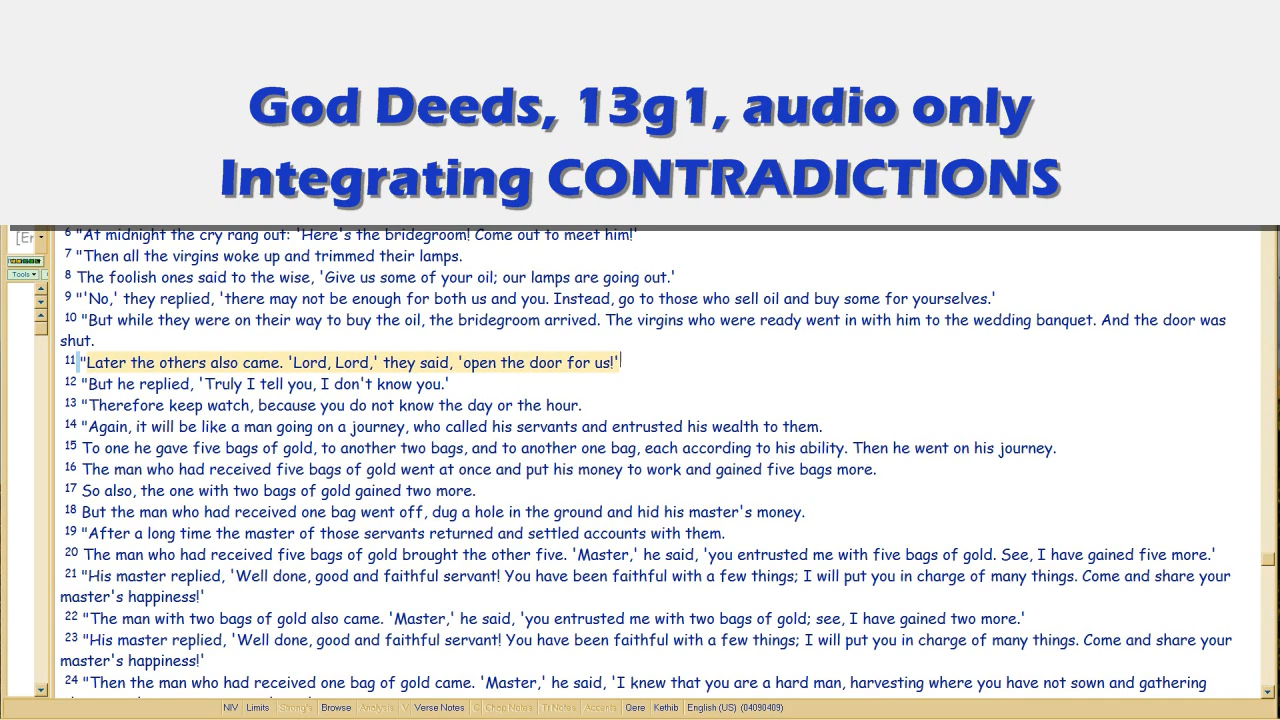 God Deeds, 13g1, audio only
Integrating CONTRADICTIONS
[Er
Tools
6 "At midnight the cry rang out: 'Here's the bridegroom! Come out to meet him!'
7 "Then all the virgins woke up and trimmed their lamps.
8 The foolish ones said to the wise, 'Give us some of your oil; our lamps are going out.'
9 "'No,' they replied, 'there may not be enough for both us and you. Instead, go to those who sell oil and buy some for yourselves.'
10 "But while they were on their way to buy the oil, the bridegroom arrived. The virgins who were ready went in with him to the wedding banquet. And the door was
shut.
11 "Later the others also came. 'Lord, Lord,' they said, 'open the door for us!'
12 "But he replied, 'Truly I tell you, I don't know you.'
13 "Therefore keep watch, because you do not know the day or the hour.
14 "Again, it will be like a man going on a journey, who called his servants and entrusted his wealth to them.
15 To one he gave five bags of gold, to another two bags, and to another one bag, each according to his ability. Then he went on his journey.
16 The man who had received five bags of gold went at once and put his money to work and gained five bags more.
17 So also, the one with two bags of gold gained two more.
18 But the man who had received one bag went off, dug a hole in the ground and hid his master's money.
19 "After a long time the master of those servants returned and settled accounts with them.
20 The man who had received five bags of gold brought the other five. 'Master,' he said, 'you entrusted me with five bags of gold. See, I have gained five more.'
21 "His master replied, 'Well done, good and faithful servant! You have been faithful with a few things; I will put you in charge of many things. Come and share your
master's happiness!'
22 "The man with two bags of gold also came. 'Master,' he said, 'you entrusted me with two bags of gold; see, I have gained two more.'
23 "His master replied, 'Well done, good and faithful servant! You have been faithful with a few things; I will put you in charge of many things. Come and share your
master's happiness!'
24 "Then the man who had received one bag of gold came. 'Master,' he said, 'I knew that you are a hard man, harvesting where you have not sown and gathering
NIV Limits Strong's Browse Analysis V Verse Notes C Chap Notes Ti Notes Accents Qere Kethib English (US) (04090409)